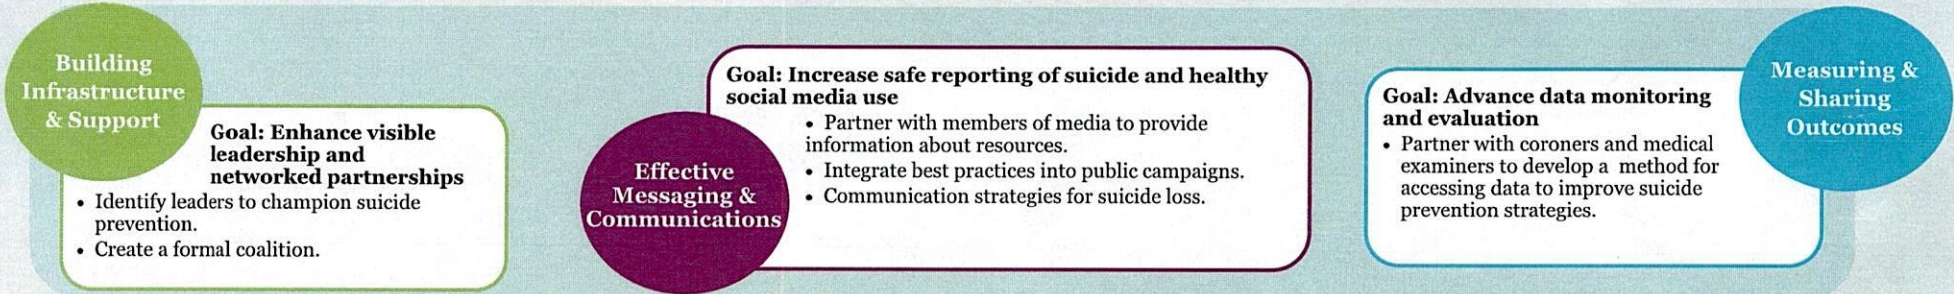 Building
Infrastructure
& Support
Goal: Enhance visible
leadership and
networked partnerships
• Identify leaders to champion suicide
prevention.
• Create a formal coalition.
Effective
Messaging &
Communications
Goal: Increase safe reporting of suicide and healthy
social media use
• Partner with members of media to provide
information about resources.
• Integrate best practices into public campaigns.
• Communication strategies for suicide loss.
Measuring &
Sharing
Outcomes
Goal: Advance data monitoring
and evaluation
• Partner with coroners and medical
examiners to develop a method for
accessing data to improve suicide
prevention strategies.